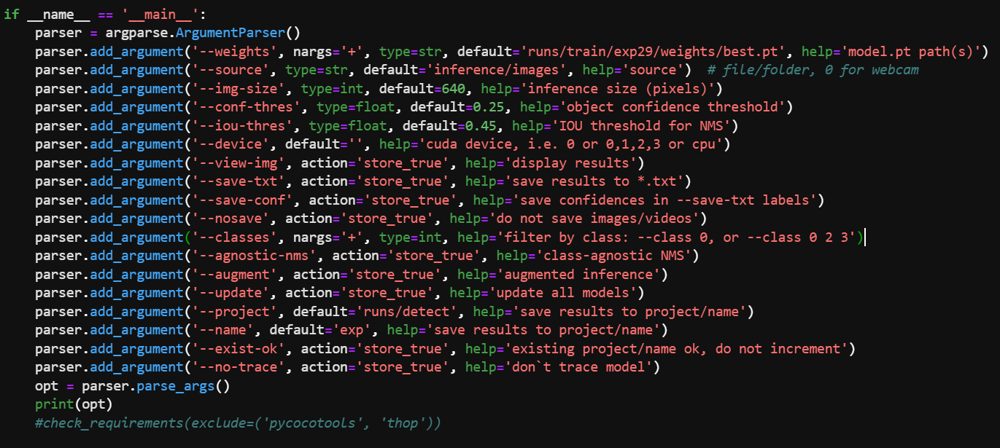 if __name__ == '__main__':
    parser = argparse.ArgumentParser()
    parser.add_argument('--weights', nargs='+', type=str, default='runs/train/exp29/weights/best.pt', help='model.pt path(s)')
    parser.add_argument('--source', type=str, default='inference/images', help='source')  # file/folder, 0 for webcam
    parser.add_argument('--img-size', type=int, default=640, help='inference size (pixels)')
    parser.add_argument('--conf-thres', type=float, default=0.25, help='object confidence threshold')
    parser.add_argument('--iou-thres', type=float, default=0.45, help='IOU threshold for NMS')
    parser.add_argument('--device', default='', help='cuda device, i.e. 0 or 0,1,2,3 or cpu')
    parser.add_argument('--view-img', action='store_true', help='display results')
    parser.add_argument('--save-txt', action='store_true', help='save results to *.txt')
    parser.add_argument('--save-conf', action='store_true', help='save confidences in --save-txt labels')
    parser.add_argument('--nosave', action='store_true', help='do not save images/videos')
    parser.add_argument('--classes', nargs='+', type=int, help='filter by class: --class 0, or --class 0 2 3')
    parser.add_argument('--agnostic-nms', action='store_true', help='class-agnostic NMS')
    parser.add_argument('--augment', action='store_true', help='augmented inference')
    parser.add_argument('--update', action='store_true', help='update all models')
    parser.add_argument('--project', default='runs/detect', help='save results to project/name')
    parser.add_argument('--name', default='exp', help='save results to project/name')
    parser.add_argument('--exist-ok', action='store_true', help='existing project/name ok, do not increment')
    parser.add_argument('--no-trace', action='store_true', help='don`t trace model')
    opt = parser.parse_args()
    print(opt)
    #check_requirements(exclude=('pycocotools', 'thop'))